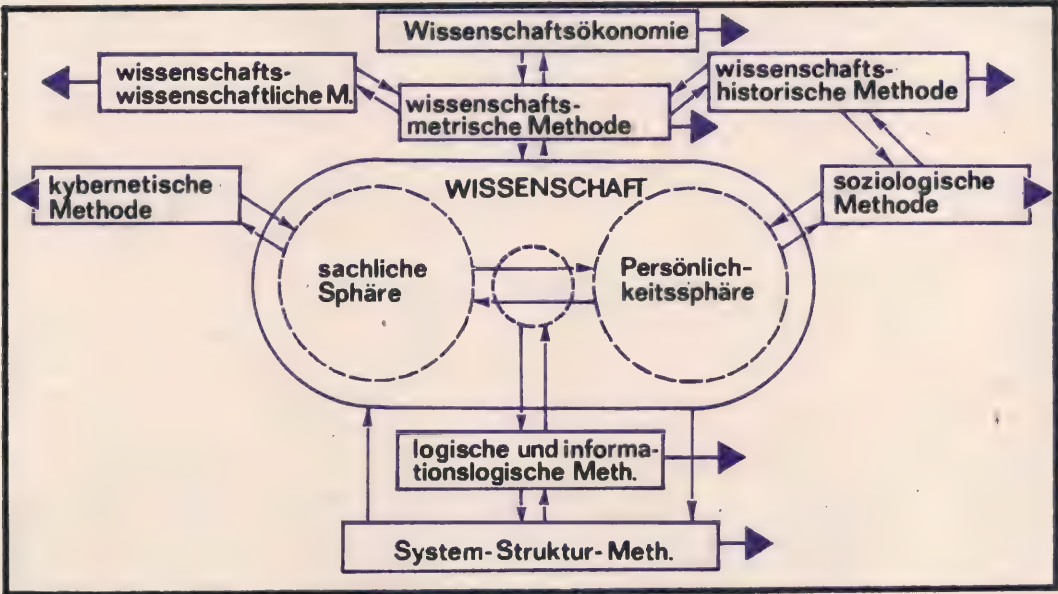 Wissenschaftsökonomie
wissenschafts-
wissenschaftliche M.
wissenschafts-
metrische Methode
wissenschafts-
historische Methode
kybernetische
Methode
WISSENSCHAFT
soziologische
Methode
sachliche
Sphäre
Persönlich-
keitssphäre
logische und informa-
tionslogische Meth.
System-Struktur-Meth.